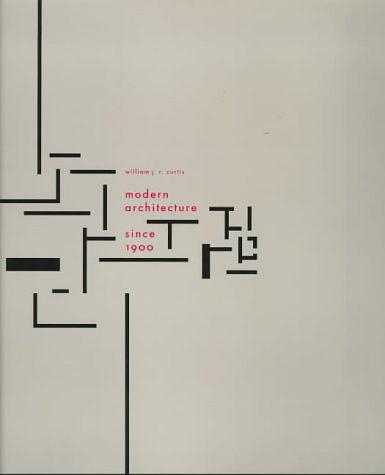 william j. r. curtis
modern
architecture
since
1900